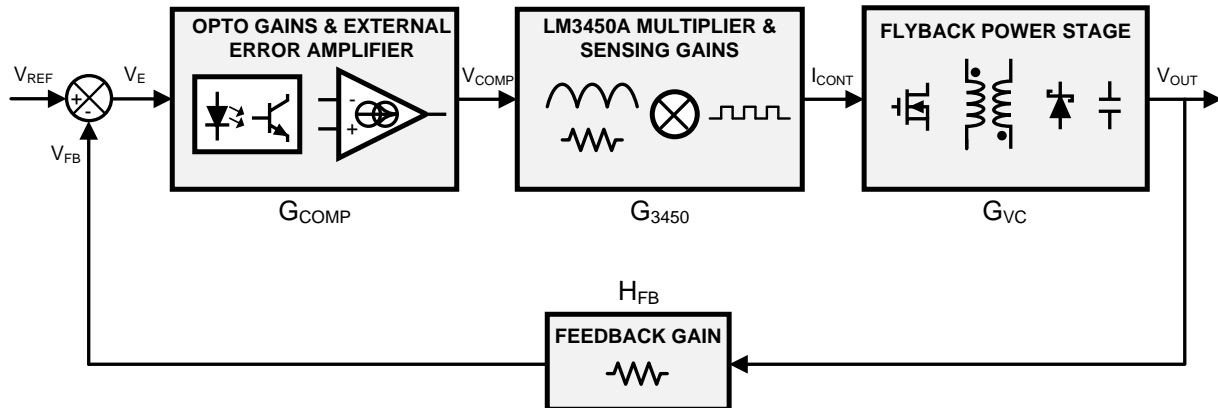 OPTO GAINS & EXTERNAL
ERROR AMPLIFIER
LM3450A MULTIPLIER &
SENSING GAINS
FLYBACK POWER STAGE
VREF
+
-
VE
VFB
-
+
VCOMP
ICONT
VOUT
GCOMP
G3450
GVC
HFB
FEEDBACK GAIN